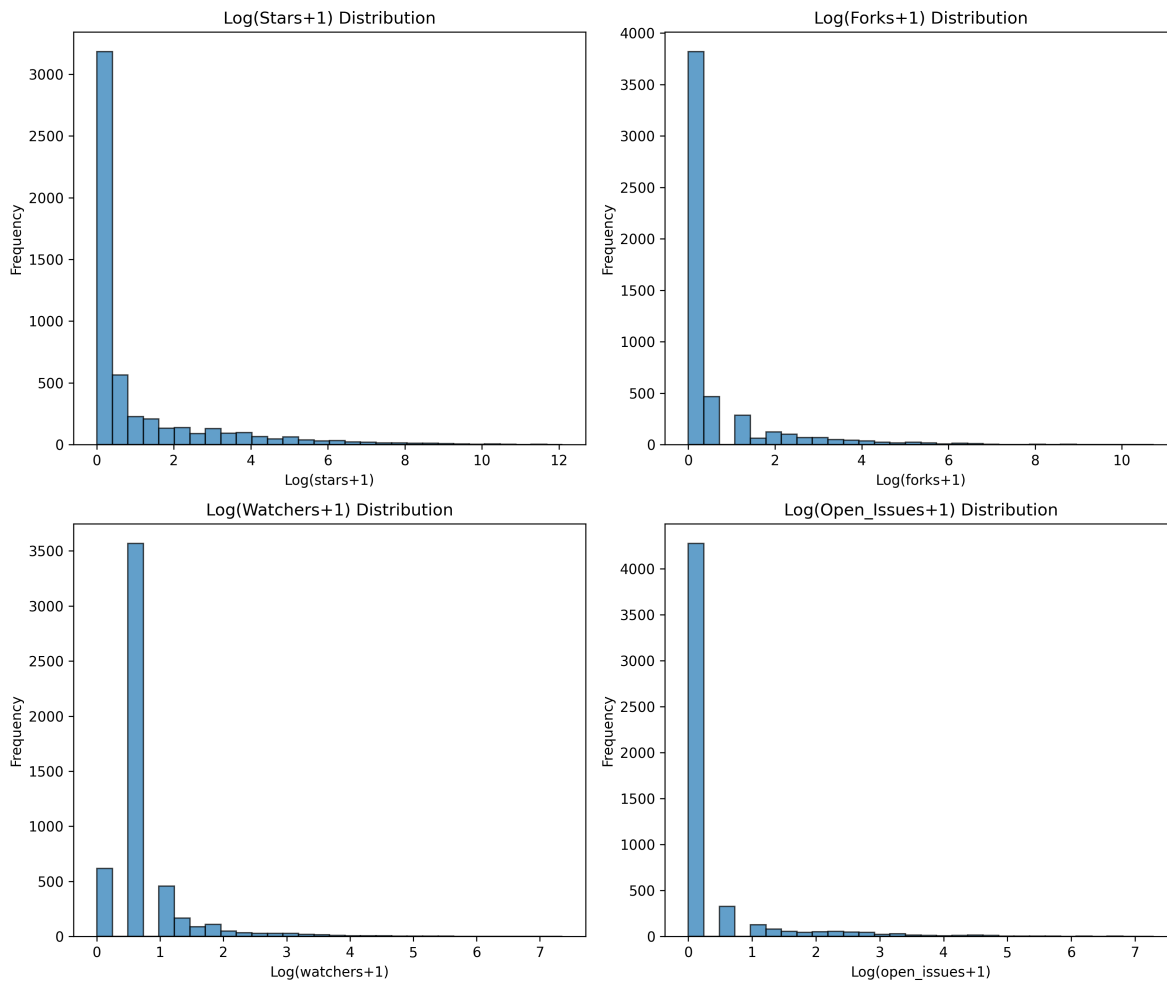 Log(Stars+1) Distribution
Frequency
3000
2500
2000
1500
1000
500
0
0 2 4 6 8 10 12
Log(stars+1)
Log(Forks+1) Distribution
Frequency
4000
3500
3000
2500
2000
1500
1000
500
0
0 2 4 6 8 10
Log(forks+1)
Log(Watchers+1) Distribution
Frequency
3500
3000
2500
2000
1500
1000
500
0
0 1 2 3 4 5 6 7
Log(watchers+1)
Log(Open_Issues+1) Distribution
Frequency
4000
3500
3000
2500
2000
1500
1000
500
0
0 1 2 3 4 5 6 7
Log(open_issues+1)